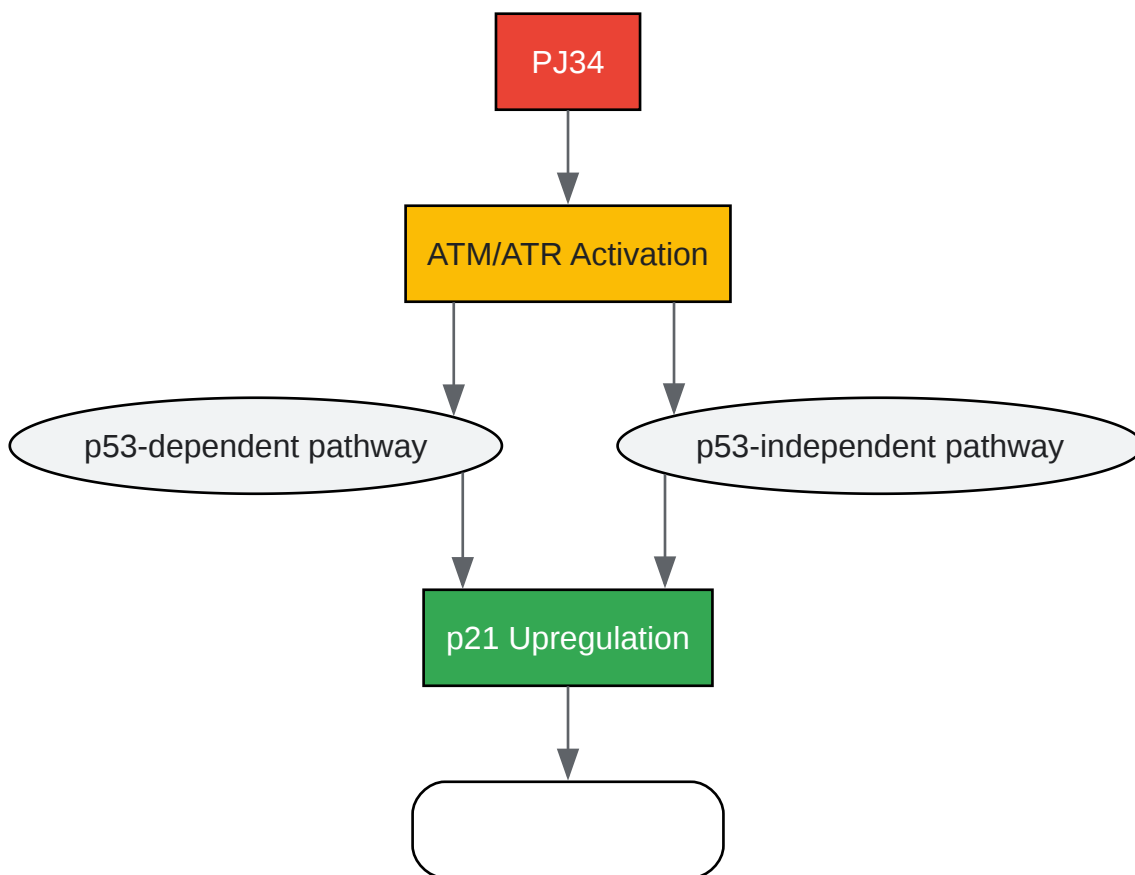 PJ34
ATM/ATR Activation
p53-dependent pathway
p53-independent pathway
p21 Upregulation